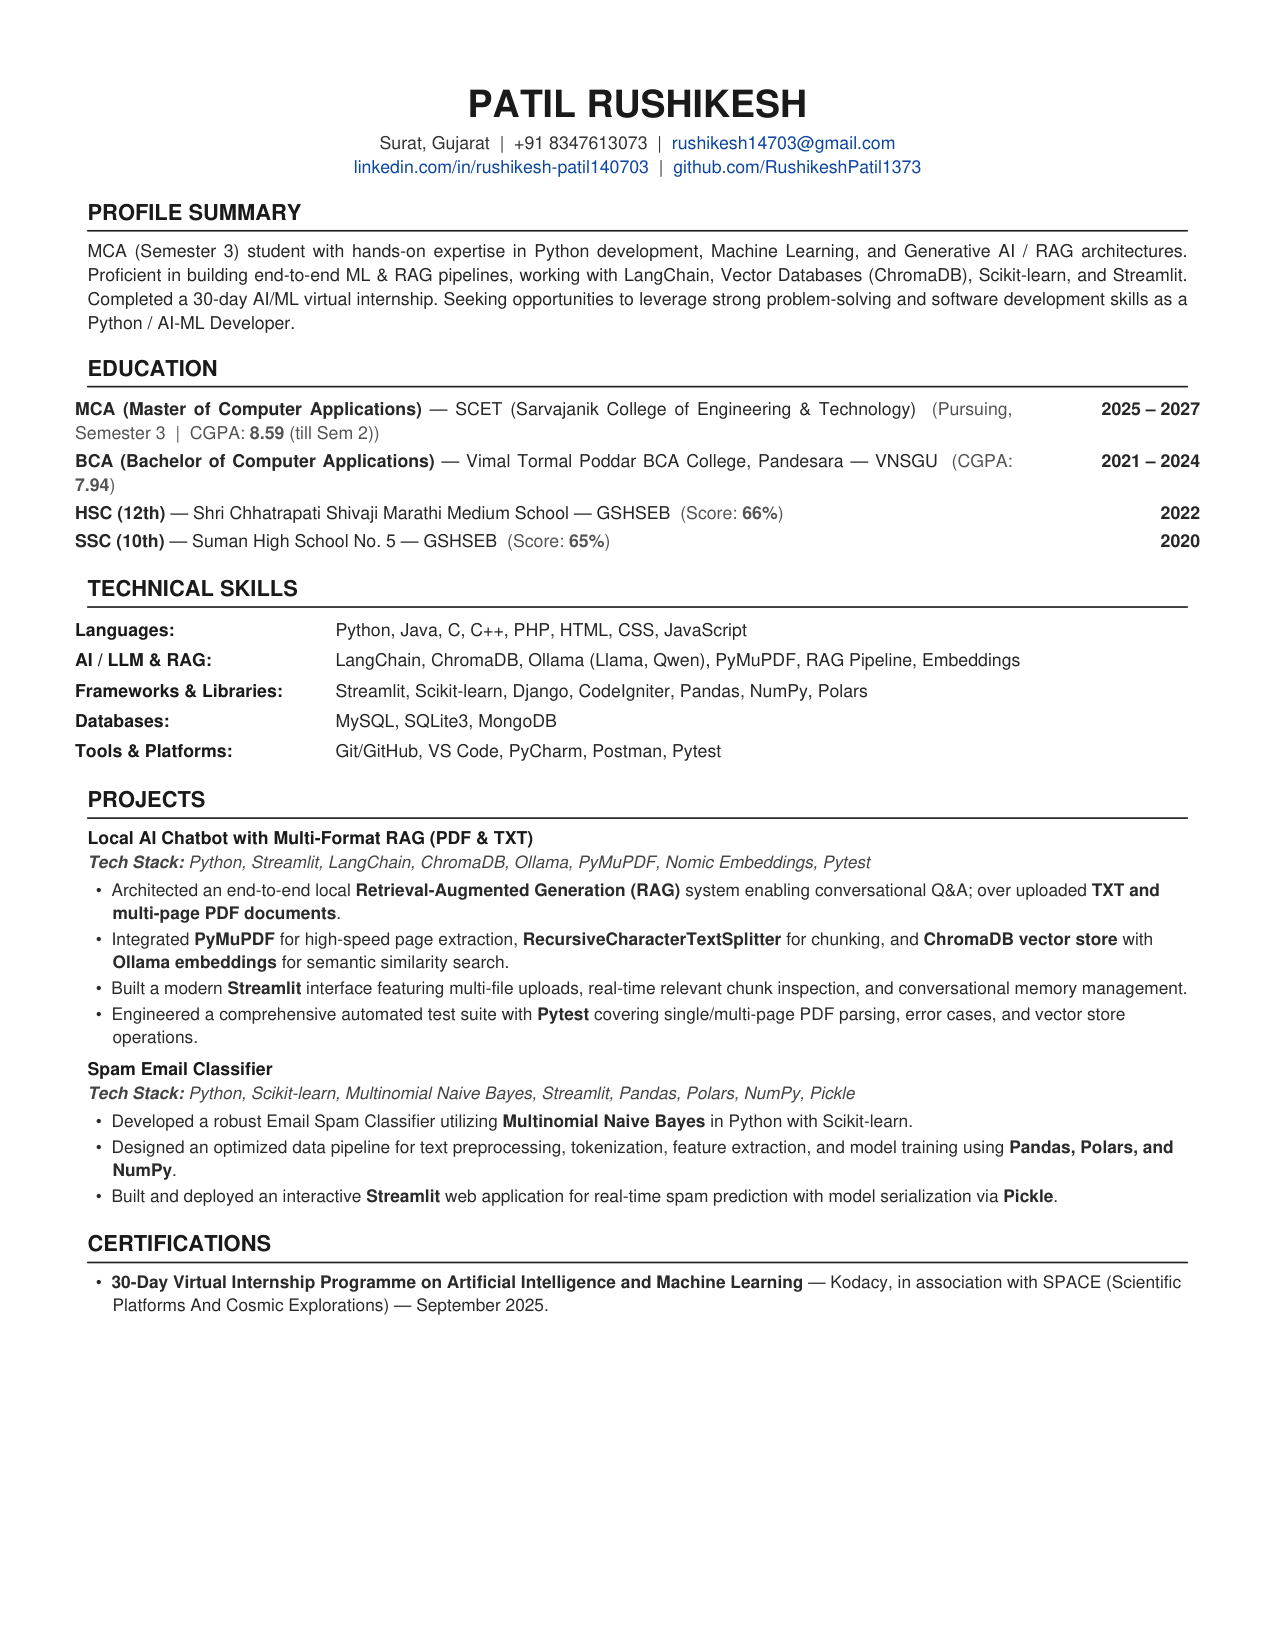 PATIL RUSHIKESH
Surat, Gujarat | +91 8347613073 | rushikesh14703@gmail.com
linkedin.com/in/rushikesh-patil140703 | github.com/RushikeshPatil1373
PROFILE SUMMARY
MCA (Semester 3) student with hands-on expertise in Python development, Machine Learning, and Generative AI / RAG architectures.
Proficient in building end-to-end ML & RAG pipelines, working with LangChain, Vector Databases (ChromaDB), Scikit-learn, and Streamlit.
Completed a 30-day AI/ML virtual internship. Seeking opportunities to leverage strong problem-solving and software development skills as a
Python / AI-ML Developer.
EDUCATION
MCA (Master of Computer Applications) — SCET (Sarvajanik College of Engineering & Technology) (Pursuing, 2025 – 2027
Semester 3 | CGPA: 8.59 (till Sem 2))
BCA (Bachelor of Computer Applications) — Vimal Tormal Poddar BCA College, Pandesara — VNSGU (CGPA: 2021 – 2024
7.94)
HSC (12th) — Shri Chhatrapati Shivaji Marathi Medium School — GSHSEB (Score: 66%) 2022
SSC (10th) — Suman High School No. 5 — GSHSEB (Score: 65%) 2020
TECHNICAL SKILLS
Languages: Python, Java, C, C++, PHP, HTML, CSS, JavaScript
AI / LLM & RAG: LangChain, ChromaDB, Ollama (Llama, Qwen), PyMuPDF, RAG Pipeline, Embeddings
Frameworks & Libraries: Streamlit, Scikit-learn, Django, CodeIgniter, Pandas, NumPy, Polars
Databases: MySQL, SQLite3, MongoDB
Tools & Platforms: Git/GitHub, VS Code, PyCharm, Postman, Pytest
PROJECTS
Local AI Chatbot with Multi-Format RAG (PDF & TXT)
Tech Stack: Python, Streamlit, LangChain, ChromaDB, Ollama, PyMuPDF, Nomic Embeddings, Pytest
• Architected an end-to-end local Retrieval-Augmented Generation (RAG) system enabling conversational Q&A; over uploaded TXT and
multi-page PDF documents.
• Integrated PyMuPDF for high-speed page extraction, RecursiveCharacterTextSplitter for chunking, and ChromaDB vector store with
Ollama embeddings for semantic similarity search.
• Built a modern Streamlit interface featuring multi-file uploads, real-time relevant chunk inspection, and conversational memory management.
• Engineered a comprehensive automated test suite with Pytest covering single/multi-page PDF parsing, error cases, and vector store
operations.
Spam Email Classifier
Tech Stack: Python, Scikit-learn, Multinomial Naive Bayes, Streamlit, Pandas, Polars, NumPy, Pickle
• Developed a robust Email Spam Classifier utilizing Multinomial Naive Bayes in Python with Scikit-learn.
• Designed an optimized data pipeline for text preprocessing, tokenization, feature extraction, and model training using Pandas, Polars, and
NumPy.
• Built and deployed an interactive Streamlit web application for real-time spam prediction with model serialization via Pickle.
CERTIFICATIONS
• 30-Day Virtual Internship Programme on Artificial Intelligence and Machine Learning — Kodacy, in association with SPACE (Scientific
Platforms And Cosmic Explorations) — September 2025.